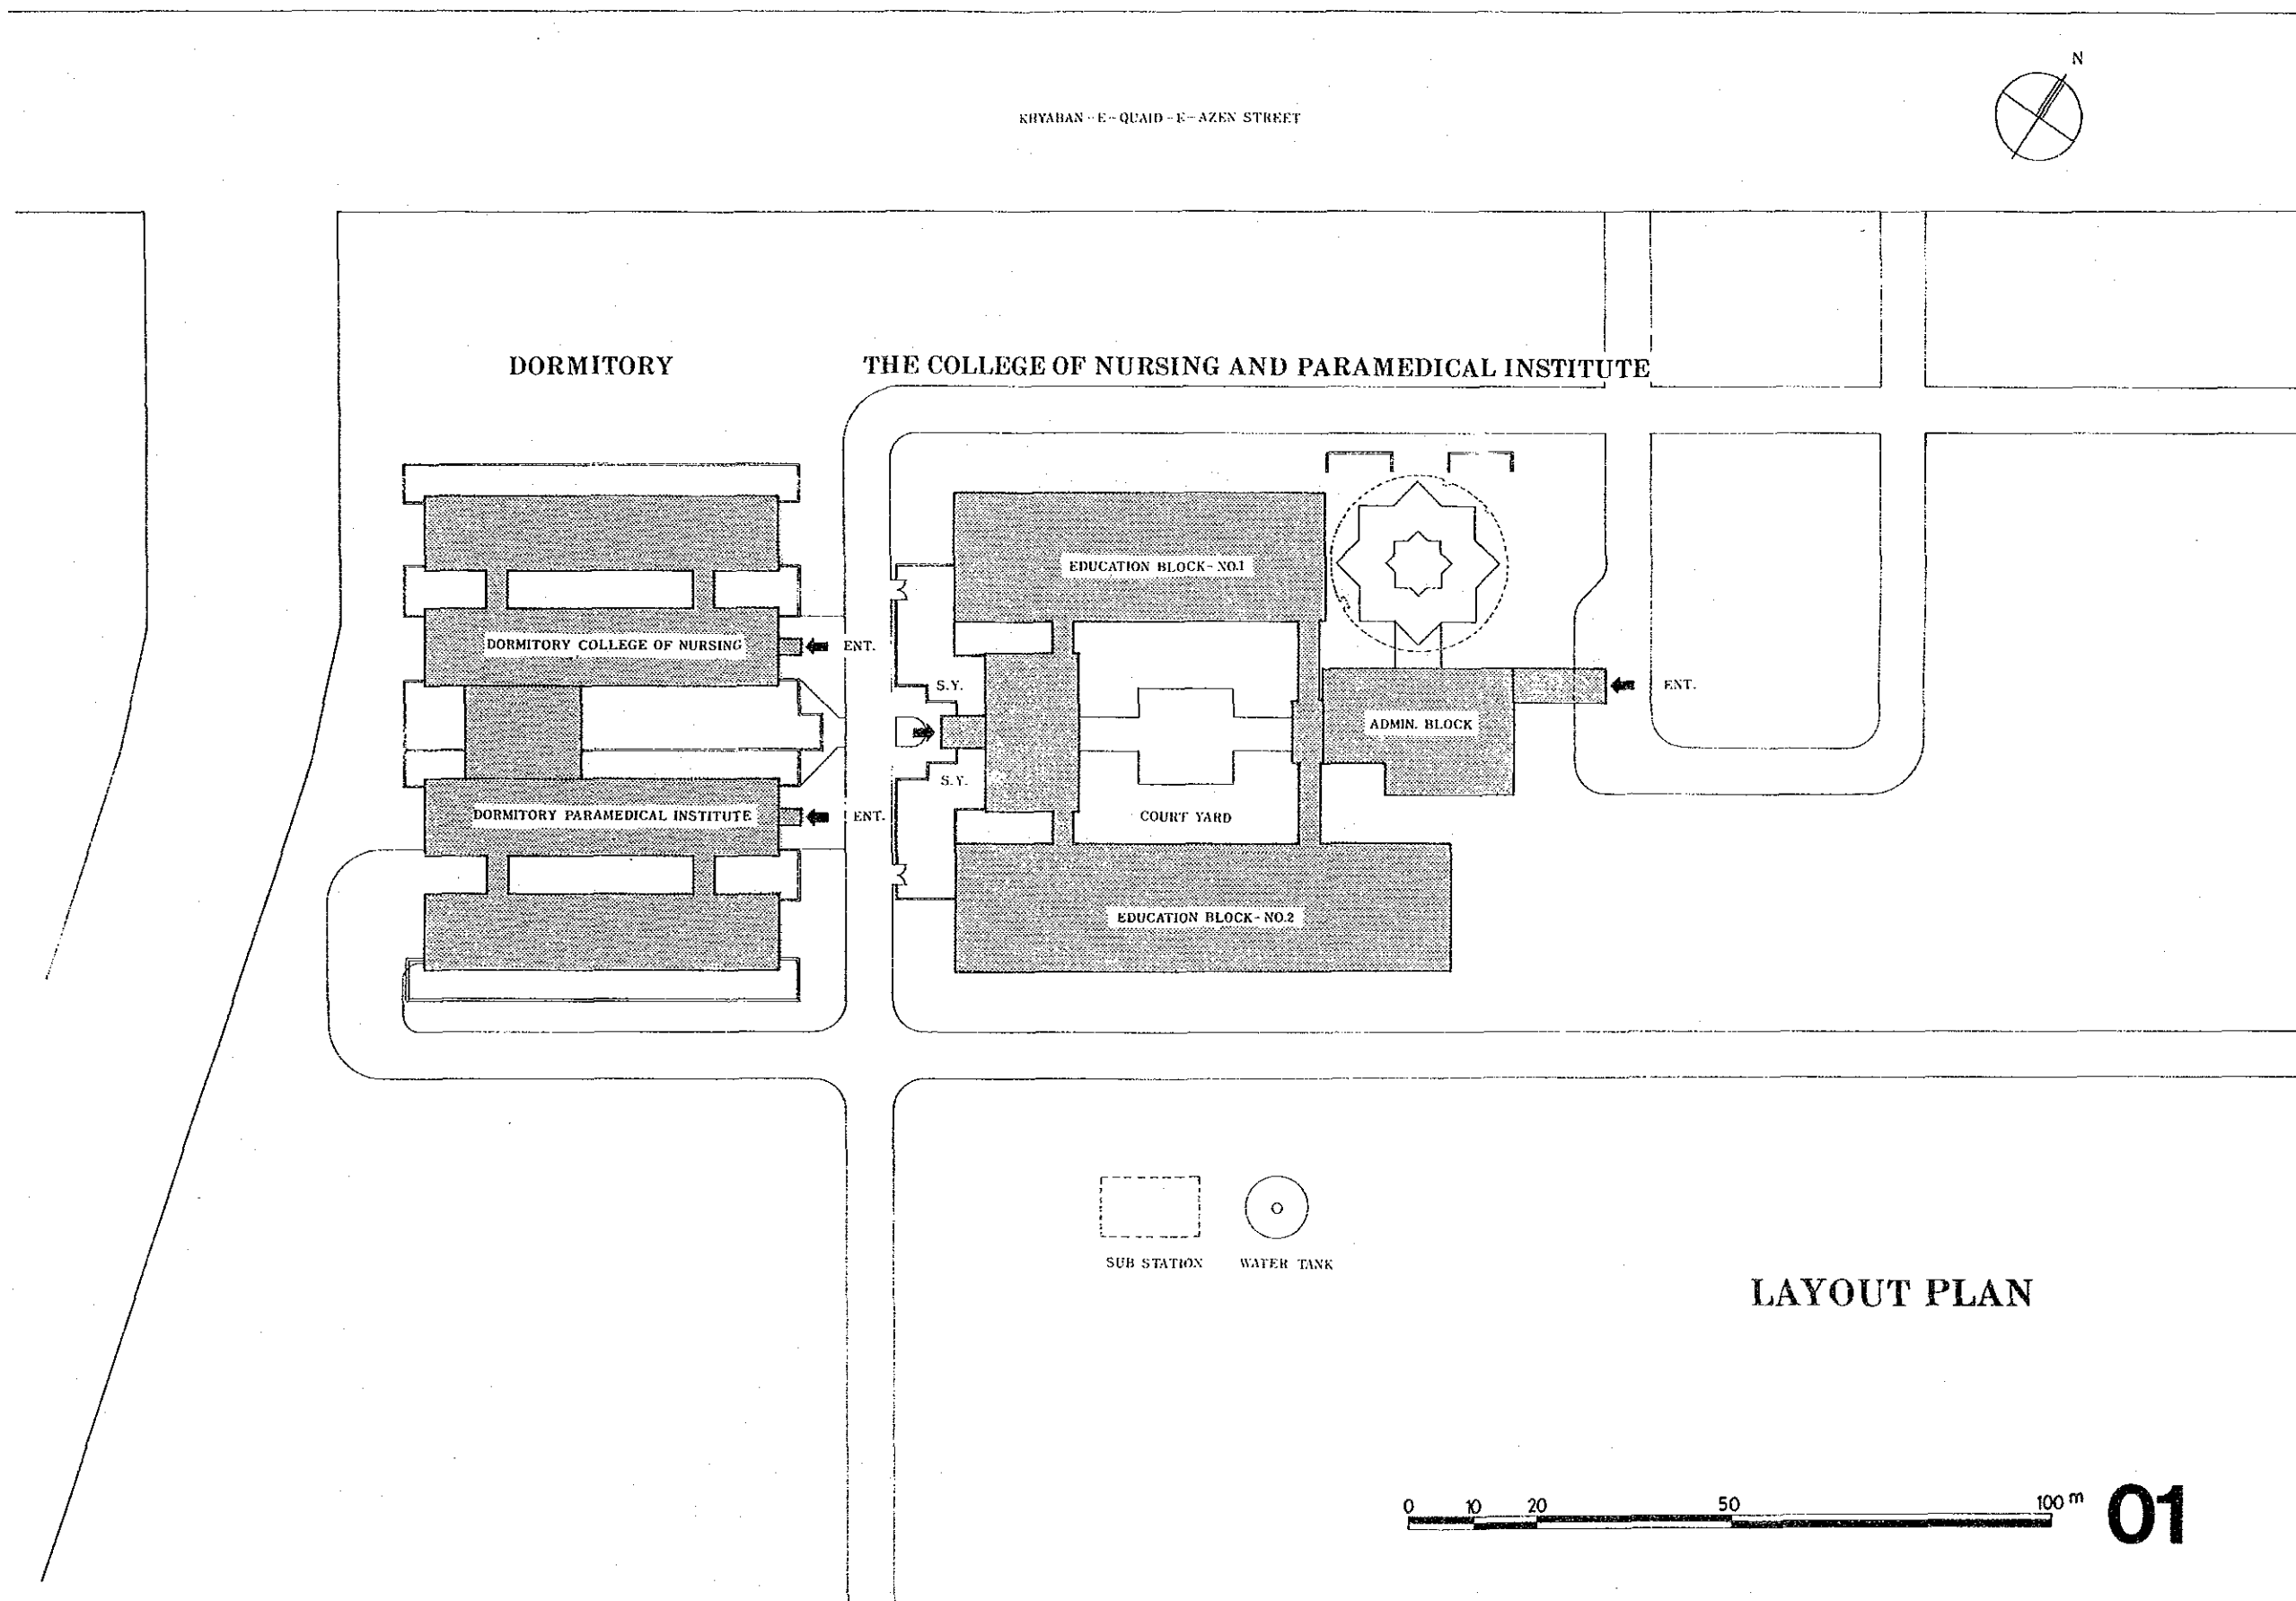 N
KHYABAN-E-QUAID-E-AZEN STREET
DORMITORY
THE COLLEGE OF NURSING AND PARAMEDICAL INSTITUTE
EDUCATION BLOCK-NO.1
DORMITORY COLLEGE OF NURSING
ENT.
S.Y.
ENT.
ADMIN. BLOCK
S.Y.
DORMITORY PARAMEDICAL INSTITUTE
ENT.
COURT YARD
EDUCATION BLOCK-NO.2
SUB STATION
WATER TANK
LAYOUT PLAN
0 10 20 50 100 m
01